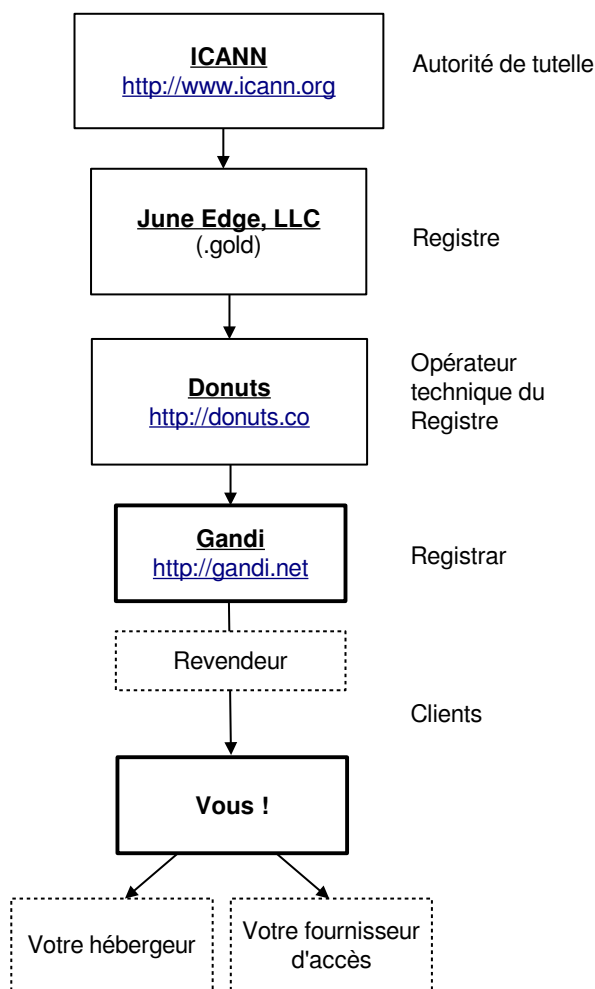 ICANN
http://www.icann.org
Autorité de tutelle
June Edge, LLC
(.gold)
Registre
Donuts
http://donuts.co
Opérateur
technique du
Registre
Gandi
http://gandi.net
Registrar
Revendeur
Clients
Vous !
Votre hébergeur
Votre fournisseur
d'accès